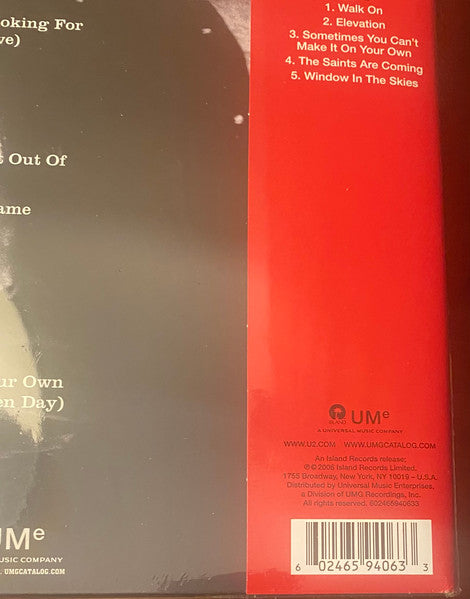 oking For
ve)
s Out Of
ame
ur Own
en Day)
UMe
USIC COMPANY
UMGCATALOG.COM
1. Walk On
2. Elevation
3. Sometimes You Can't
Make It On Your Own
4. The Saints Are Coming
5. Window In The Skies
ISLAND UMe
A UNIVERSAL MUSIC COMPANY
WWW.U2.COM WWW.UMGCATALOG.COM
An Island Records release;
℗ © 2006 Island Records Limited,
1755 Broadway, New York, NY 10019 – U.S.A.
Distributed by Universal Music Enterprises,
a Division of UMG Recordings, Inc.
All rights reserved. 602465940633
6 02465 94063 3